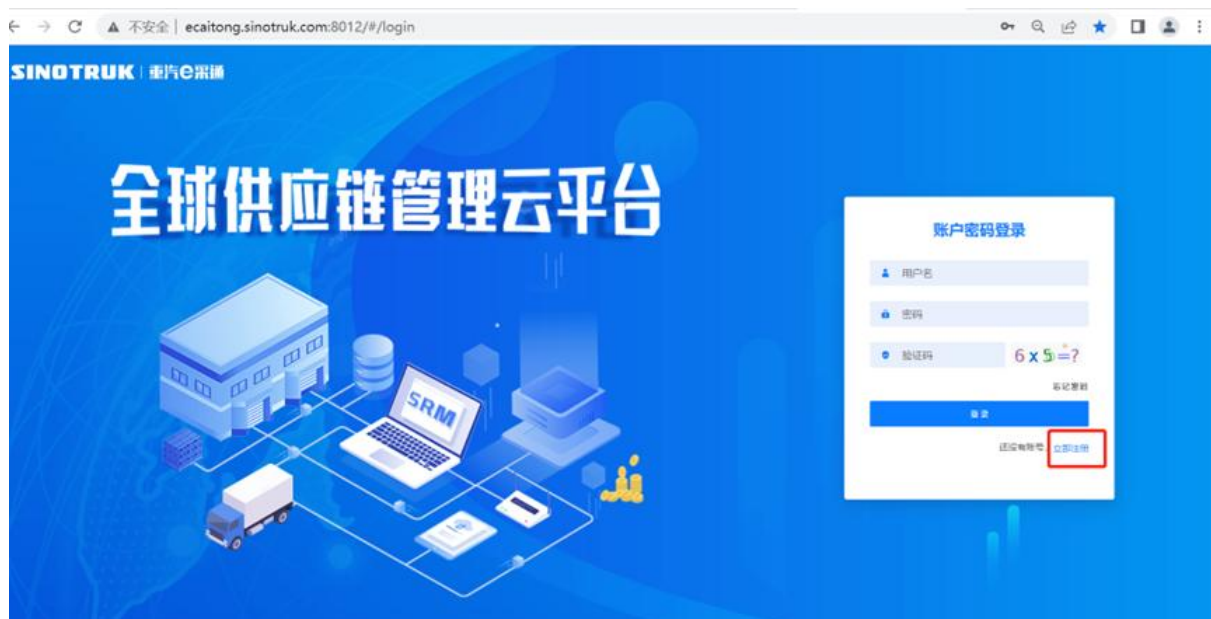 不安全 | ecaitong.sinotruk.com:8012/#/login
SINOTRUK | 重汽e采通
全球供应链管理云平台
账户密码登录
用户名
密码
验证码 6 x 5 =?
忘记密码
登录
还没有账号, 立即注册
SRM